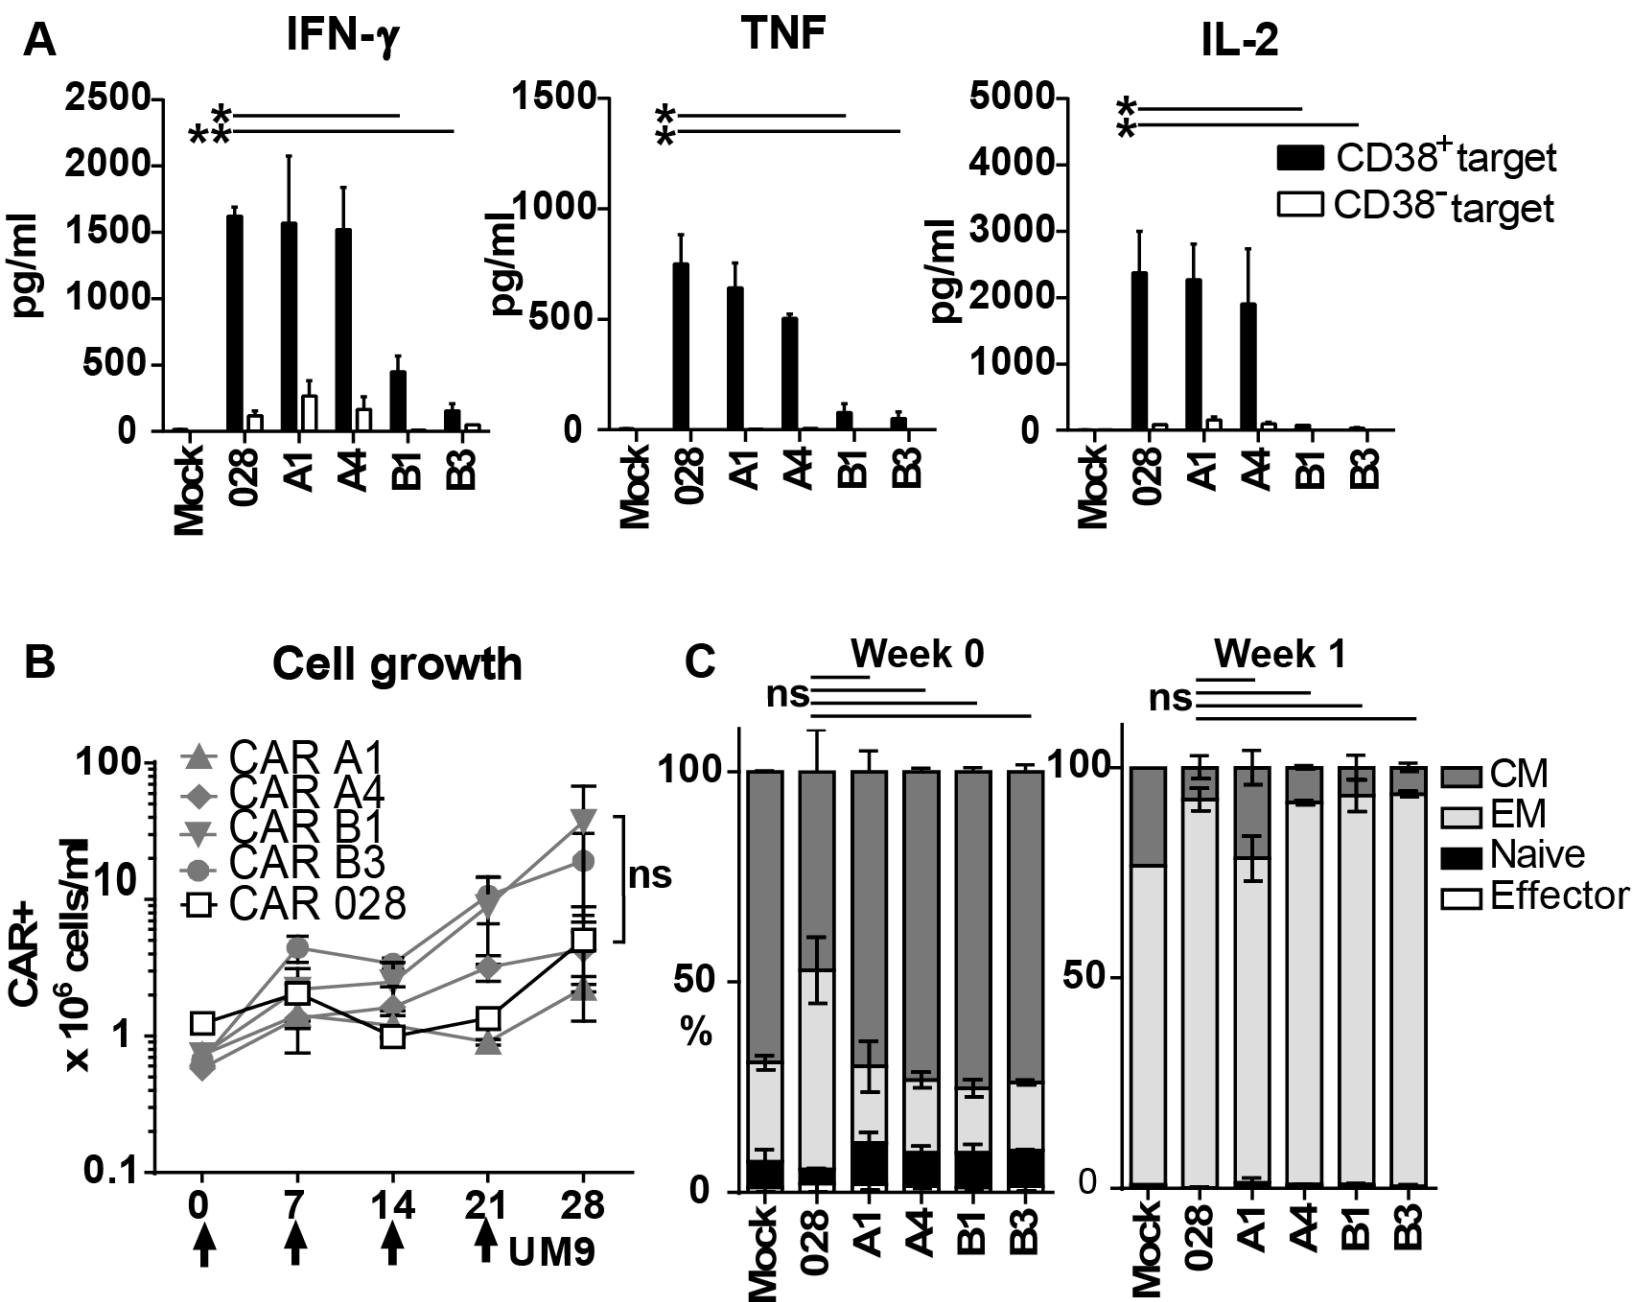 A
IFN-γ
TNF
IL-2
2500
2000
1500
1000
500
0
pg/ml
*
**
Mock
028
A1
A4
B1
B3
1500
1000
500
0
pg/ml
*
*
Mock
028
A1
A4
B1
B3
5000
4000
3000
2000
1000
0
pg/ml
*
*
CD38+ target
CD38- target
Mock
028
A1
A4
B1
B3
B
Cell growth
100
10
1
0.1
CAR+
x 10⁶ cells/ml
CAR A1
CAR A4
CAR B1
CAR B3
CAR 028
ns
0
7
14
21
28
UM9
C
Week 0
ns
100
50
0
%
Mock
028
A1
A4
B1
B3
Week 1
ns
100
50
0
Mock
028
A1
A4
B1
B3
CM
EM
Naive
Effector